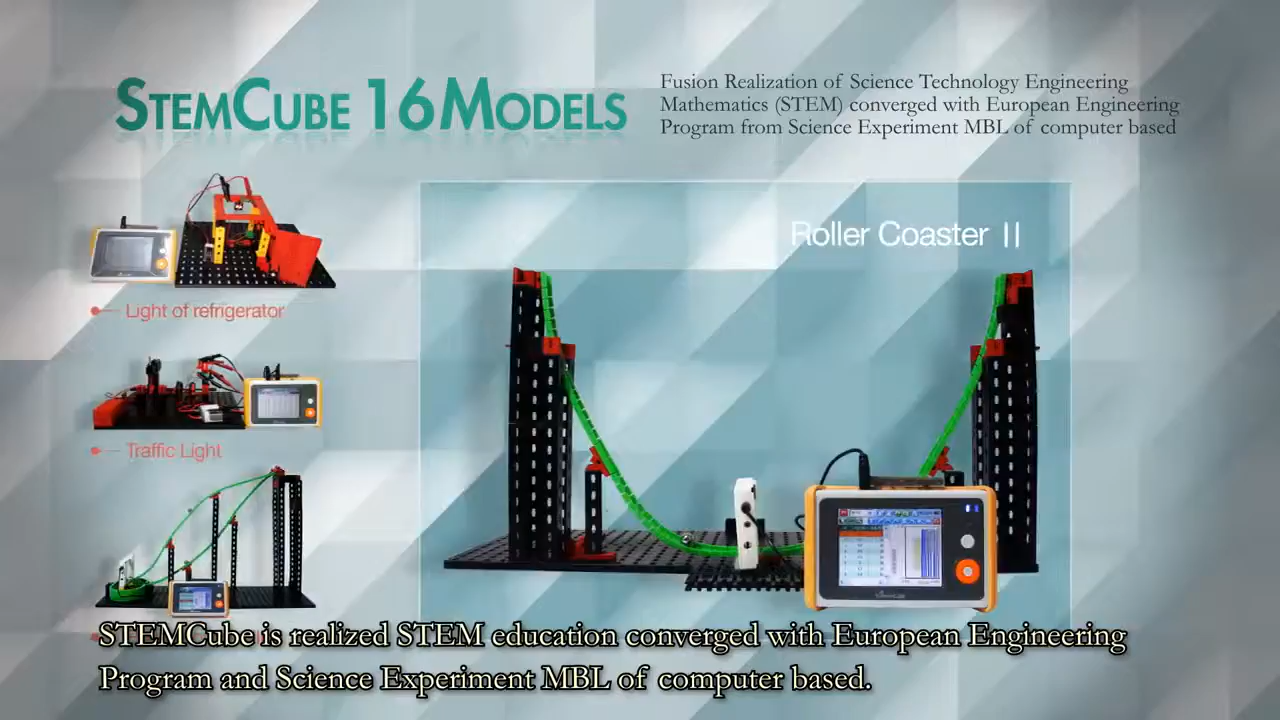 STEMCUBE 16 MODELS
Fusion Realization of Science Technology Engineering
Mathematics (STEM) converged with European Engineering
Program from Science Experiment MBL of computer based
Roller Coaster II
Light of refrigerator
Traffic Light
STEMCube is realized STEM education converged with European Engineering
Program and Science Experiment MBL of computer based.